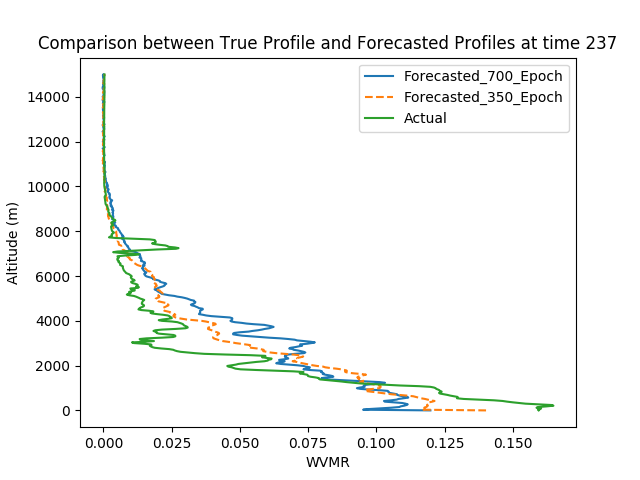 Comparison between True Profile and Forecasted Profiles at time 237
Forecasted_700_Epoch
Forecasted_350_Epoch
Actual
14000
12000
10000
8000
6000
4000
2000
0
Altitude (m)
0.000 0.025 0.050 0.075 0.100 0.125 0.150
WVMR